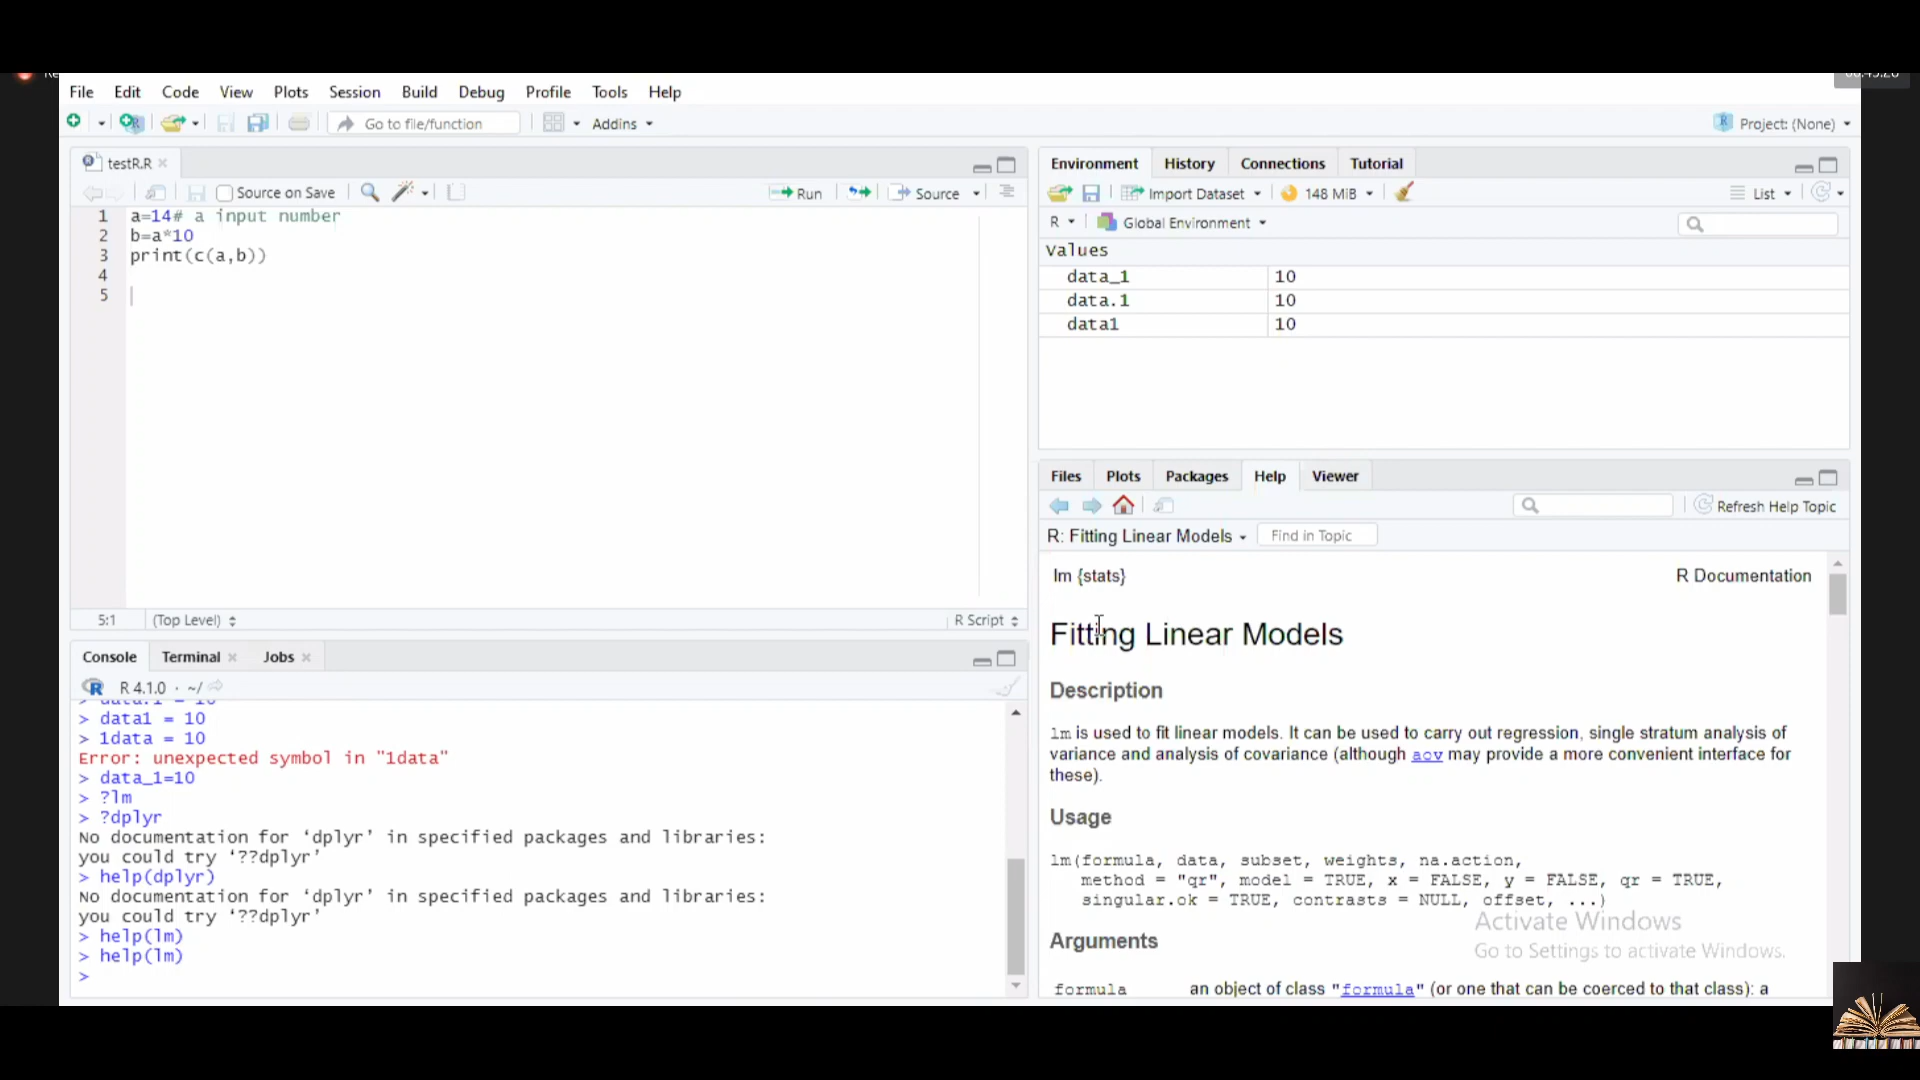 File Edit Code View Plots Session Build Debug Profile Tools Help
Go to file/function Addins Project: (None)
testR.R
Source on Save Run Source
1 a=14# a input number
2 b=a*10
3 print(c(a,b))
4
5
5:1 (Top Level) R Script
Console Terminal Jobs
R 4.1.0 · ~/
> data.1 = 10
> data1 = 10
> 1data = 10
Error: unexpected symbol in "1data"
> data_1=10
> ?lm
> ?dplyr
No documentation for ‘dplyr’ in specified packages and libraries:
you could try ‘??dplyr’
> help(dplyr)
No documentation for ‘dplyr’ in specified packages and libraries:
you could try ‘??dplyr’
> help(lm)
> help(lm)
>
Environment History Connections Tutorial
Import Dataset 148 MiB List
R Global Environment
Values
data_1 10
data.1 10
data1 10
Files Plots Packages Help Viewer
Refresh Help Topic
R: Fitting Linear Models Find in Topic
lm {stats} R Documentation
Fitting Linear Models
Description
lm is used to fit linear models. It can be used to carry out regression, single stratum analysis of
variance and analysis of covariance (although aov may provide a more convenient interface for
these).
Usage
lm(formula, data, subset, weights, na.action,
method = "qr", model = TRUE, x = FALSE, y = FALSE, qr = TRUE,
singular.ok = TRUE, contrasts = NULL, offset, ...)
Activate Windows
Arguments
Go to Settings to activate Windows.
formula an object of class "formula" (or one that can be coerced to that class): a